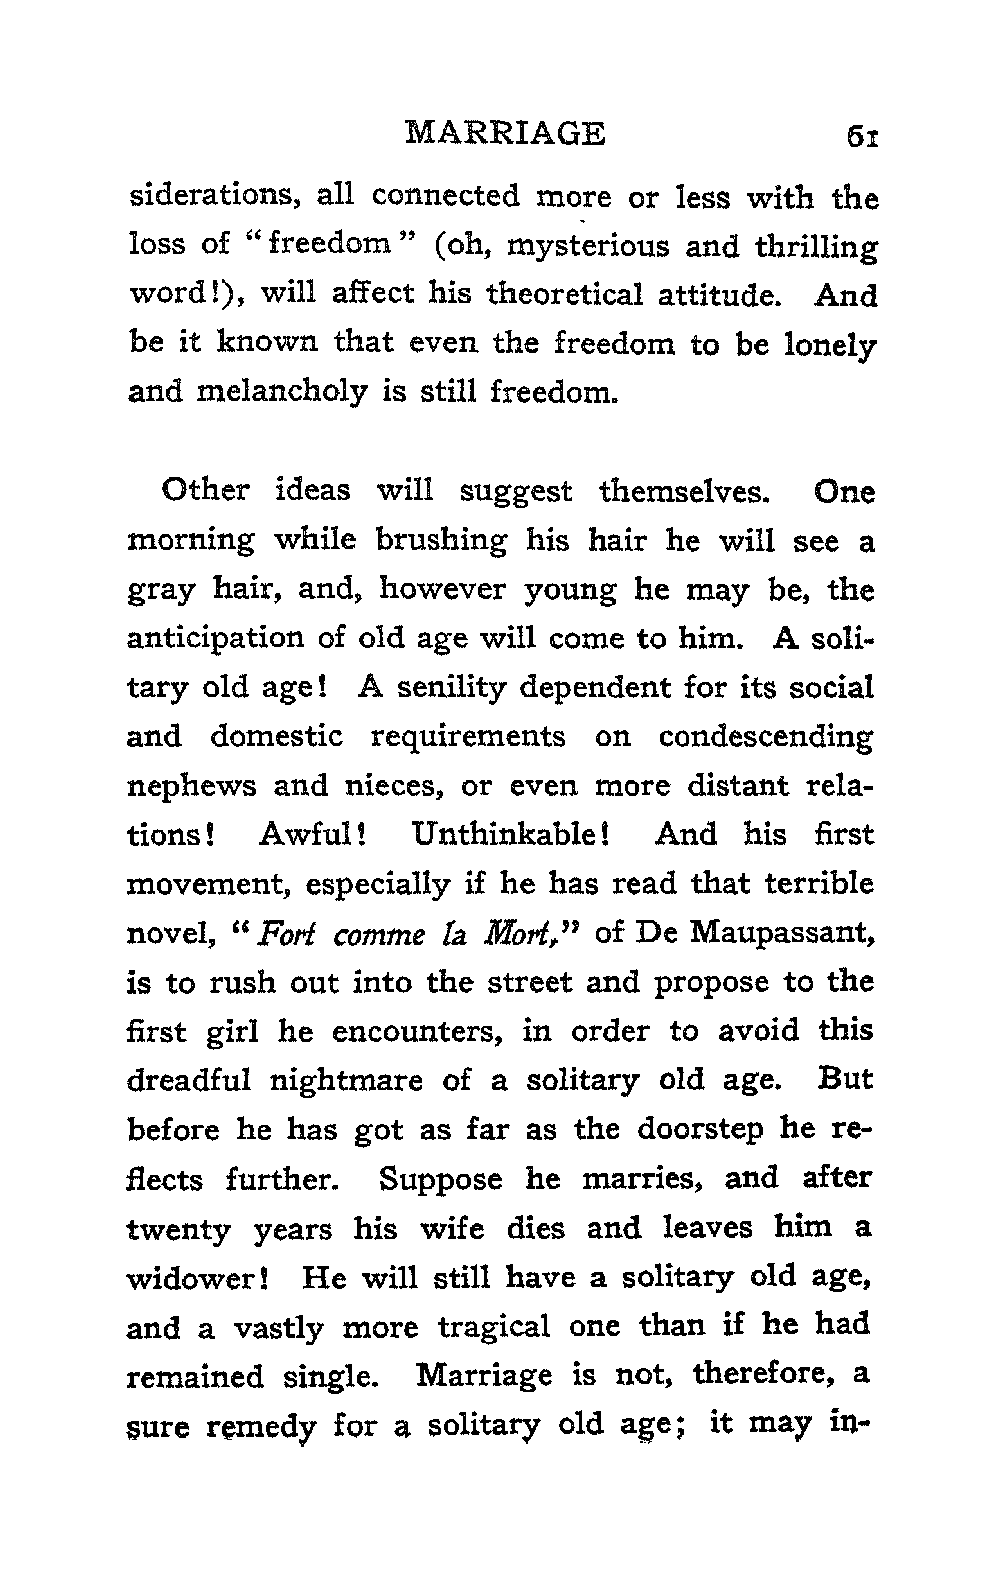 MARRIAGE 61
siderations, all connected more or less with the
loss of “freedom” (oh, mysterious and thrilling
word!), will affect his theoretical attitude. And
be it known that even the freedom to be lonely
and melancholy is still freedom.
Other ideas will suggest themselves. One
morning while brushing his hair he will see a
gray hair, and, however young he may be, the
anticipation of old age will come to him. A soli-
tary old age! A senility dependent for its social
and domestic requirements on condescending
nephews and nieces, or even more distant rela-
tions! Awful! Unthinkable! And his first
movement, especially if he has read that terrible
novel, “Fort comme la Mort,” of De Maupassant,
is to rush out into the street and propose to the
first girl he encounters, in order to avoid this
dreadful nightmare of a solitary old age. But
before he has got as far as the doorstep he re-
flects further. Suppose he marries, and after
twenty years his wife dies and leaves him a
widower! He will still have a solitary old age,
and a vastly more tragical one than if he had
remained single. Marriage is not, therefore, a
sure remedy for a solitary old age; it may in-